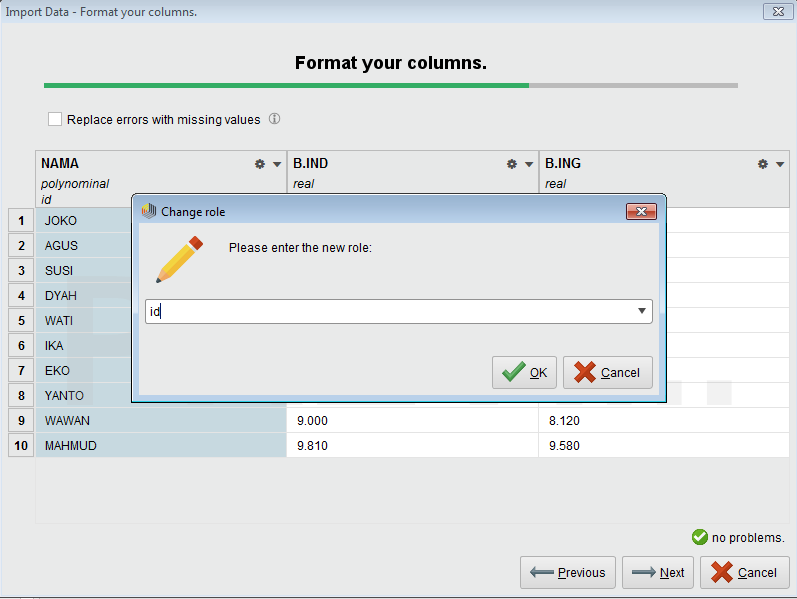 Import Data - Format your columns.
Format your columns.
Replace errors with missing values
NAMA B.IND B.ING
polynominal real real
id
Change role
Please enter the new role:
id
OK Cancel
1 JOKO
2 AGUS
3 SUSI
4 DYAH
5 WATI
6 IKA
7 EKO
8 YANTO
9 WAWAN 9.000 8.120
10 MAHMUD 9.810 9.580
no problems.
Previous Next Cancel